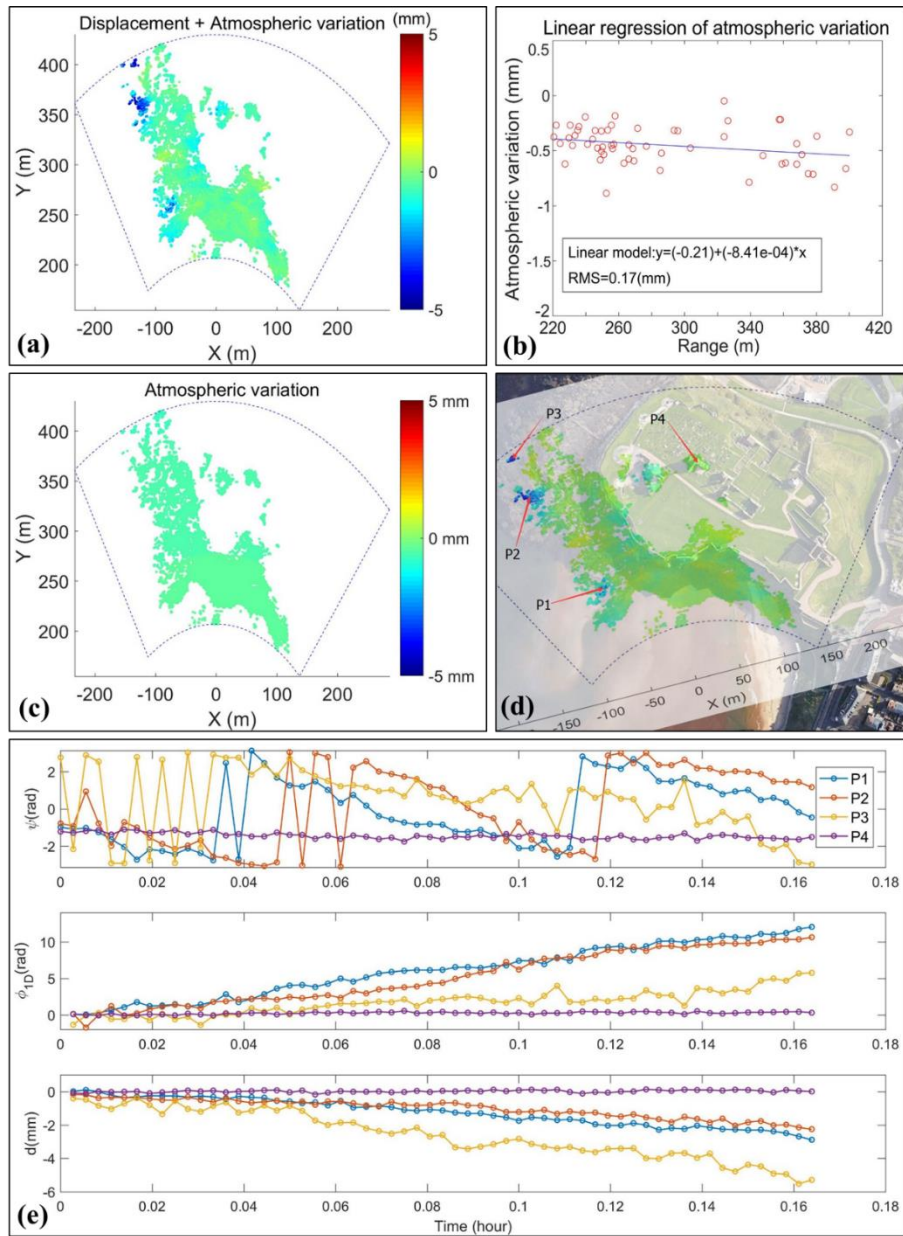 Displacement + Atmospheric variation
(mm)
5
0
-5
400
350
300
250
200
Y (m)
-200
-100
0
100
200
X (m)
(a)
Linear regression of atmospheric variation
0.5
0
-0.5
-1
-1.5
-2
Atmospheric variation (mm)
Linear model:y=(-0.21)+(-8.41e-04)*x
RMS=0.17(mm)
220
260
300
340
380
420
Range (m)
(b)
Atmospheric variation
5 mm
0 mm
-5 mm
400
350
300
250
200
Y (m)
-200
-100
0
100
200
X (m)
(c)
P3
P4
P2
P1
-150
-100
-50
0
50
100
150
200
X (m)
(d)
2
0
-2
ψ(rad)
P1
P2
P3
P4
0
0.02
0.04
0.06
0.08
0.1
0.12
0.14
0.16
0.18
10
5
0
ϕ1D(rad)
0
0.02
0.04
0.06
0.08
0.1
0.12
0.14
0.16
0.18
0
-2
-4
-6
d(mm)
0
0.02
0.04
0.06
0.08
0.1
0.12
0.14
0.16
0.18
Time (hour)
(e)